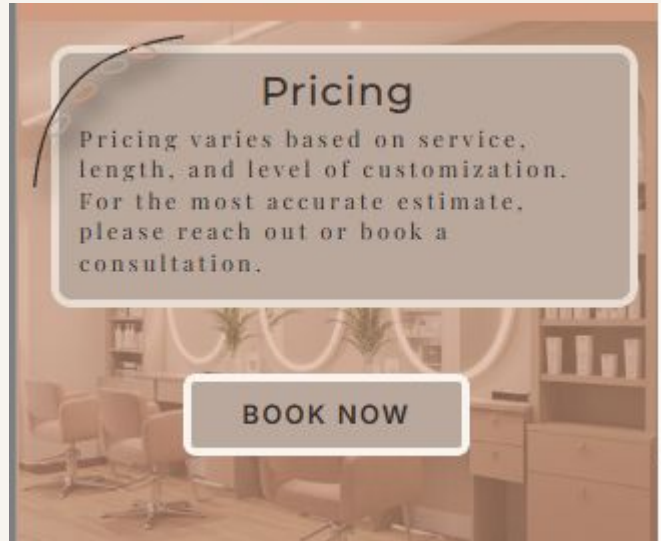 Pricing
Pricing varies based on service,
length, and level of customization.
For the most accurate estimate,
please reach out or book a
consultation.
BOOK NOW